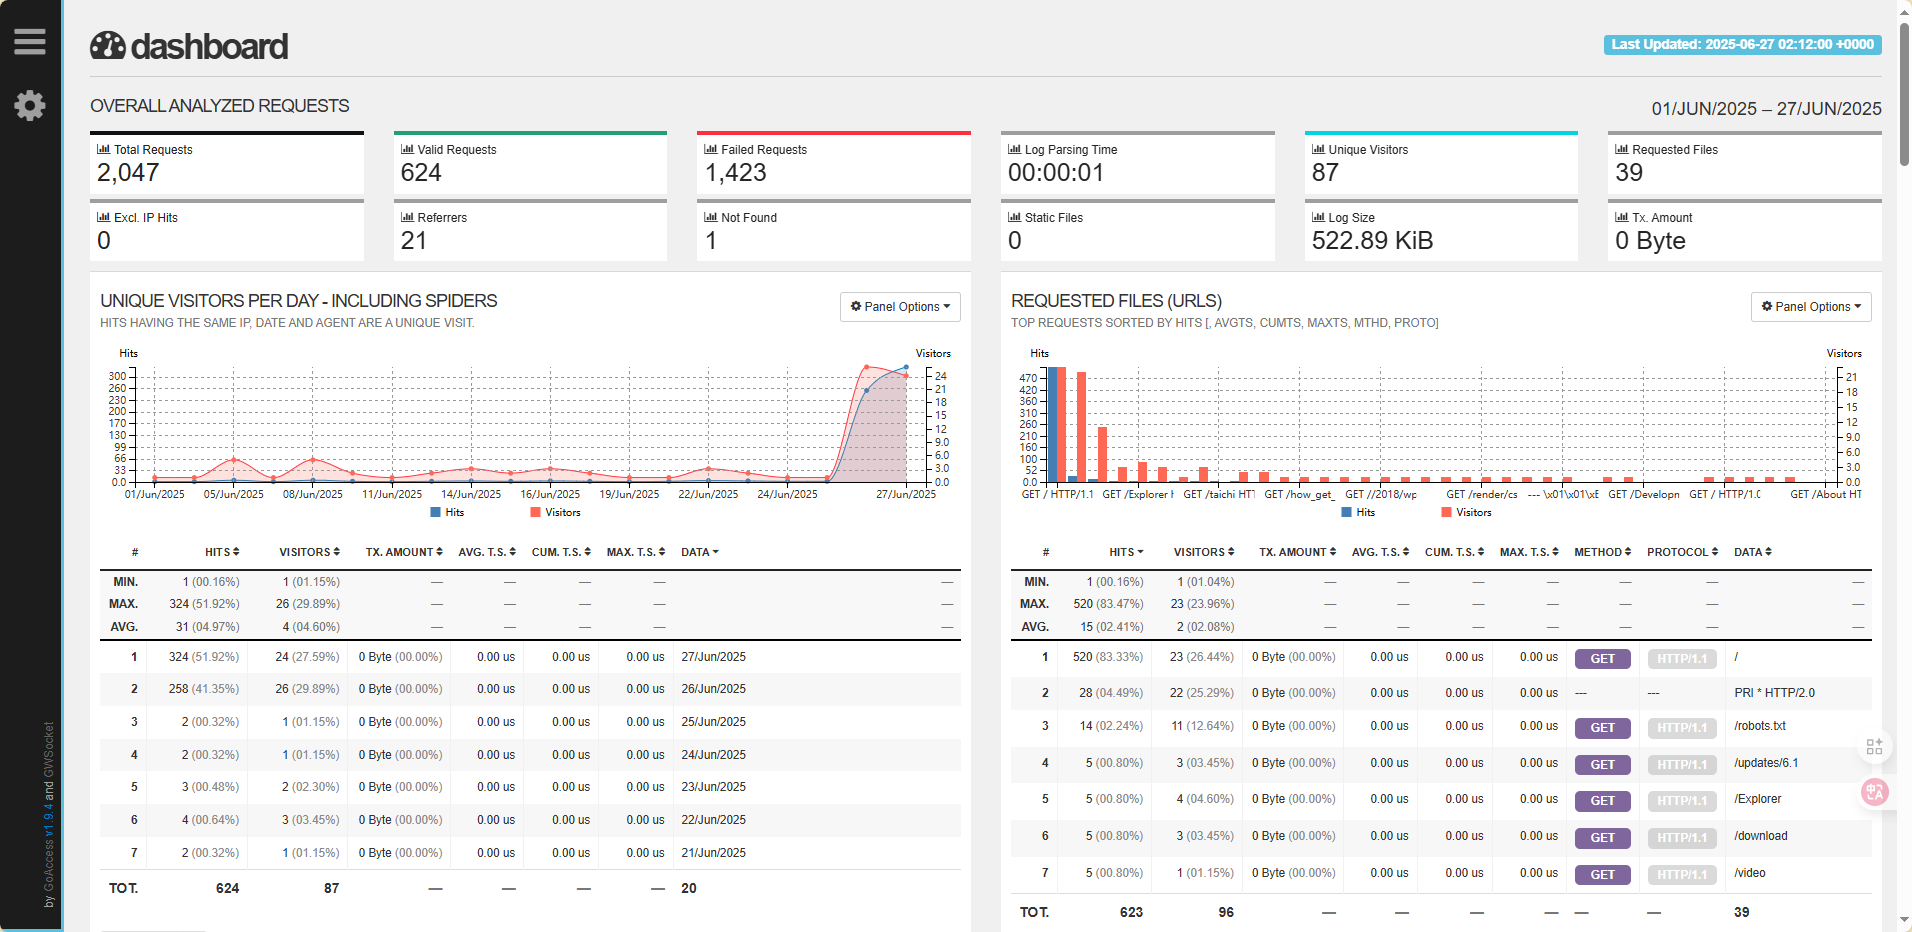 dashboard
Last Updated: 2025-06-27 02:12:00 +0000
OVERALL ANALYZED REQUESTS
01/JUN/2025 – 27/JUN/2025
Total Requests
2,047
Valid Requests
624
Failed Requests
1,423
Log Parsing Time
00:00:01
Unique Visitors
87
Requested Files
39
Excl. IP Hits
0
Referrers
21
Not Found
1
Static Files
0
Log Size
522.89 KiB
Tx. Amount
0 Byte
UNIQUE VISITORS PER DAY - INCLUDING SPIDERS
HITS HAVING THE SAME IP, DATE AND AGENT ARE A UNIQUE VISIT.
Panel Options
Hits
Visitors
300
260
230
200
170
130
99
66
33
0.0
24
21
18
15
12
9.0
6.0
3.0
0.0
01/Jun/2025 05/Jun/2025 08/Jun/2025 11/Jun/2025 14/Jun/2025 16/Jun/2025 19/Jun/2025 22/Jun/2025 24/Jun/2025 27/Jun/2025
Hits Visitors
# HITS VISITORS TX. AMOUNT AVG. T.S. CUM. T.S. MAX. T.S. DATA
MIN. 1 (00.16%) 1 (01.15%) — — — — —
MAX. 324 (51.92%) 26 (29.89%) — — — — —
AVG. 31 (04.97%) 4 (04.60%) — — — — —
1 324 (51.92%) 24 (27.59%) 0 Byte (00.00%) 0.00 us 0.00 us 0.00 us 27/Jun/2025
2 258 (41.35%) 26 (29.89%) 0 Byte (00.00%) 0.00 us 0.00 us 0.00 us 26/Jun/2025
3 2 (00.32%) 1 (01.15%) 0 Byte (00.00%) 0.00 us 0.00 us 0.00 us 25/Jun/2025
4 2 (00.32%) 1 (01.15%) 0 Byte (00.00%) 0.00 us 0.00 us 0.00 us 24/Jun/2025
5 3 (00.48%) 2 (02.30%) 0 Byte (00.00%) 0.00 us 0.00 us 0.00 us 23/Jun/2025
6 4 (00.64%) 3 (03.45%) 0 Byte (00.00%) 0.00 us 0.00 us 0.00 us 22/Jun/2025
7 2 (00.32%) 1 (01.15%) 0 Byte (00.00%) 0.00 us 0.00 us 0.00 us 21/Jun/2025
TOT. 624 87 — — — — 20
REQUESTED FILES (URLS)
TOP REQUESTS SORTED BY HITS [, AVGTS, CUMTS, MAXTS, MTHD, PROTO]
Panel Options
Hits
Visitors
470
420
360
310
260
210
160
100
52
0.0
21
18
15
12
9.0
6.0
3.0
0.0
GET / HTTP/1.1 GET /Explorer H GET /taichi HTT GET /how_get_ GET //2018/wp GET /render/cs --- \x01\x01\xE GET /Developn GET / HTTP/1.0 GET /About HT
Hits Visitors
# HITS VISITORS TX. AMOUNT AVG. T.S. CUM. T.S. MAX. T.S. METHOD PROTOCOL DATA
MIN. 1 (00.16%) 1 (01.04%) — — — — — — —
MAX. 520 (83.47%) 23 (23.96%) — — — — — — —
AVG. 15 (02.41%) 2 (02.08%) — — — — — — —
1 520 (83.33%) 23 (26.44%) 0 Byte (00.00%) 0.00 us 0.00 us 0.00 us GET HTTP/1.1 /
2 28 (04.49%) 22 (25.29%) 0 Byte (00.00%) 0.00 us 0.00 us 0.00 us --- --- PRI * HTTP/2.0
3 14 (02.24%) 11 (12.64%) 0 Byte (00.00%) 0.00 us 0.00 us 0.00 us GET HTTP/1.1 /robots.txt
4 5 (00.80%) 3 (03.45%) 0 Byte (00.00%) 0.00 us 0.00 us 0.00 us GET HTTP/1.1 /updates/6.1
5 5 (00.80%) 4 (04.60%) 0 Byte (00.00%) 0.00 us 0.00 us 0.00 us GET HTTP/1.1 /Explorer
6 5 (00.80%) 3 (03.45%) 0 Byte (00.00%) 0.00 us 0.00 us 0.00 us GET HTTP/1.1 /download
7 5 (00.80%) 1 (01.15%) 0 Byte (00.00%) 0.00 us 0.00 us 0.00 us GET HTTP/1.1 /video
TOT. 623 96 — — — — — — 39
by GoAccess v1.9.4 and GWSocket